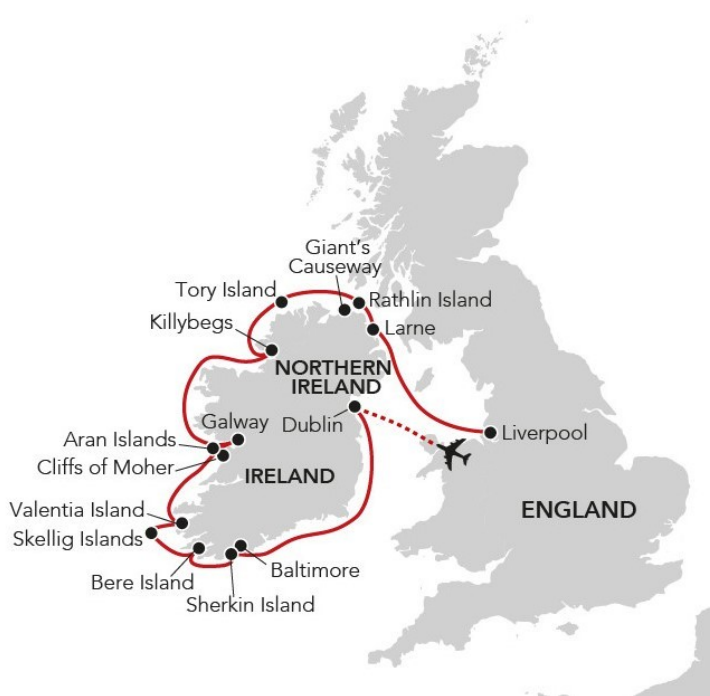 Giant's
Causeway
Tory Island
Rathlin Island
Killybegs
Larne
NORTHERN
IRELAND
Galway
Dublin
Liverpool
Aran Islands
Cliffs of Moher
IRELAND
Valentia Island
ENGLAND
Skellig Islands
Baltimore
Bere Island
Sherkin Island